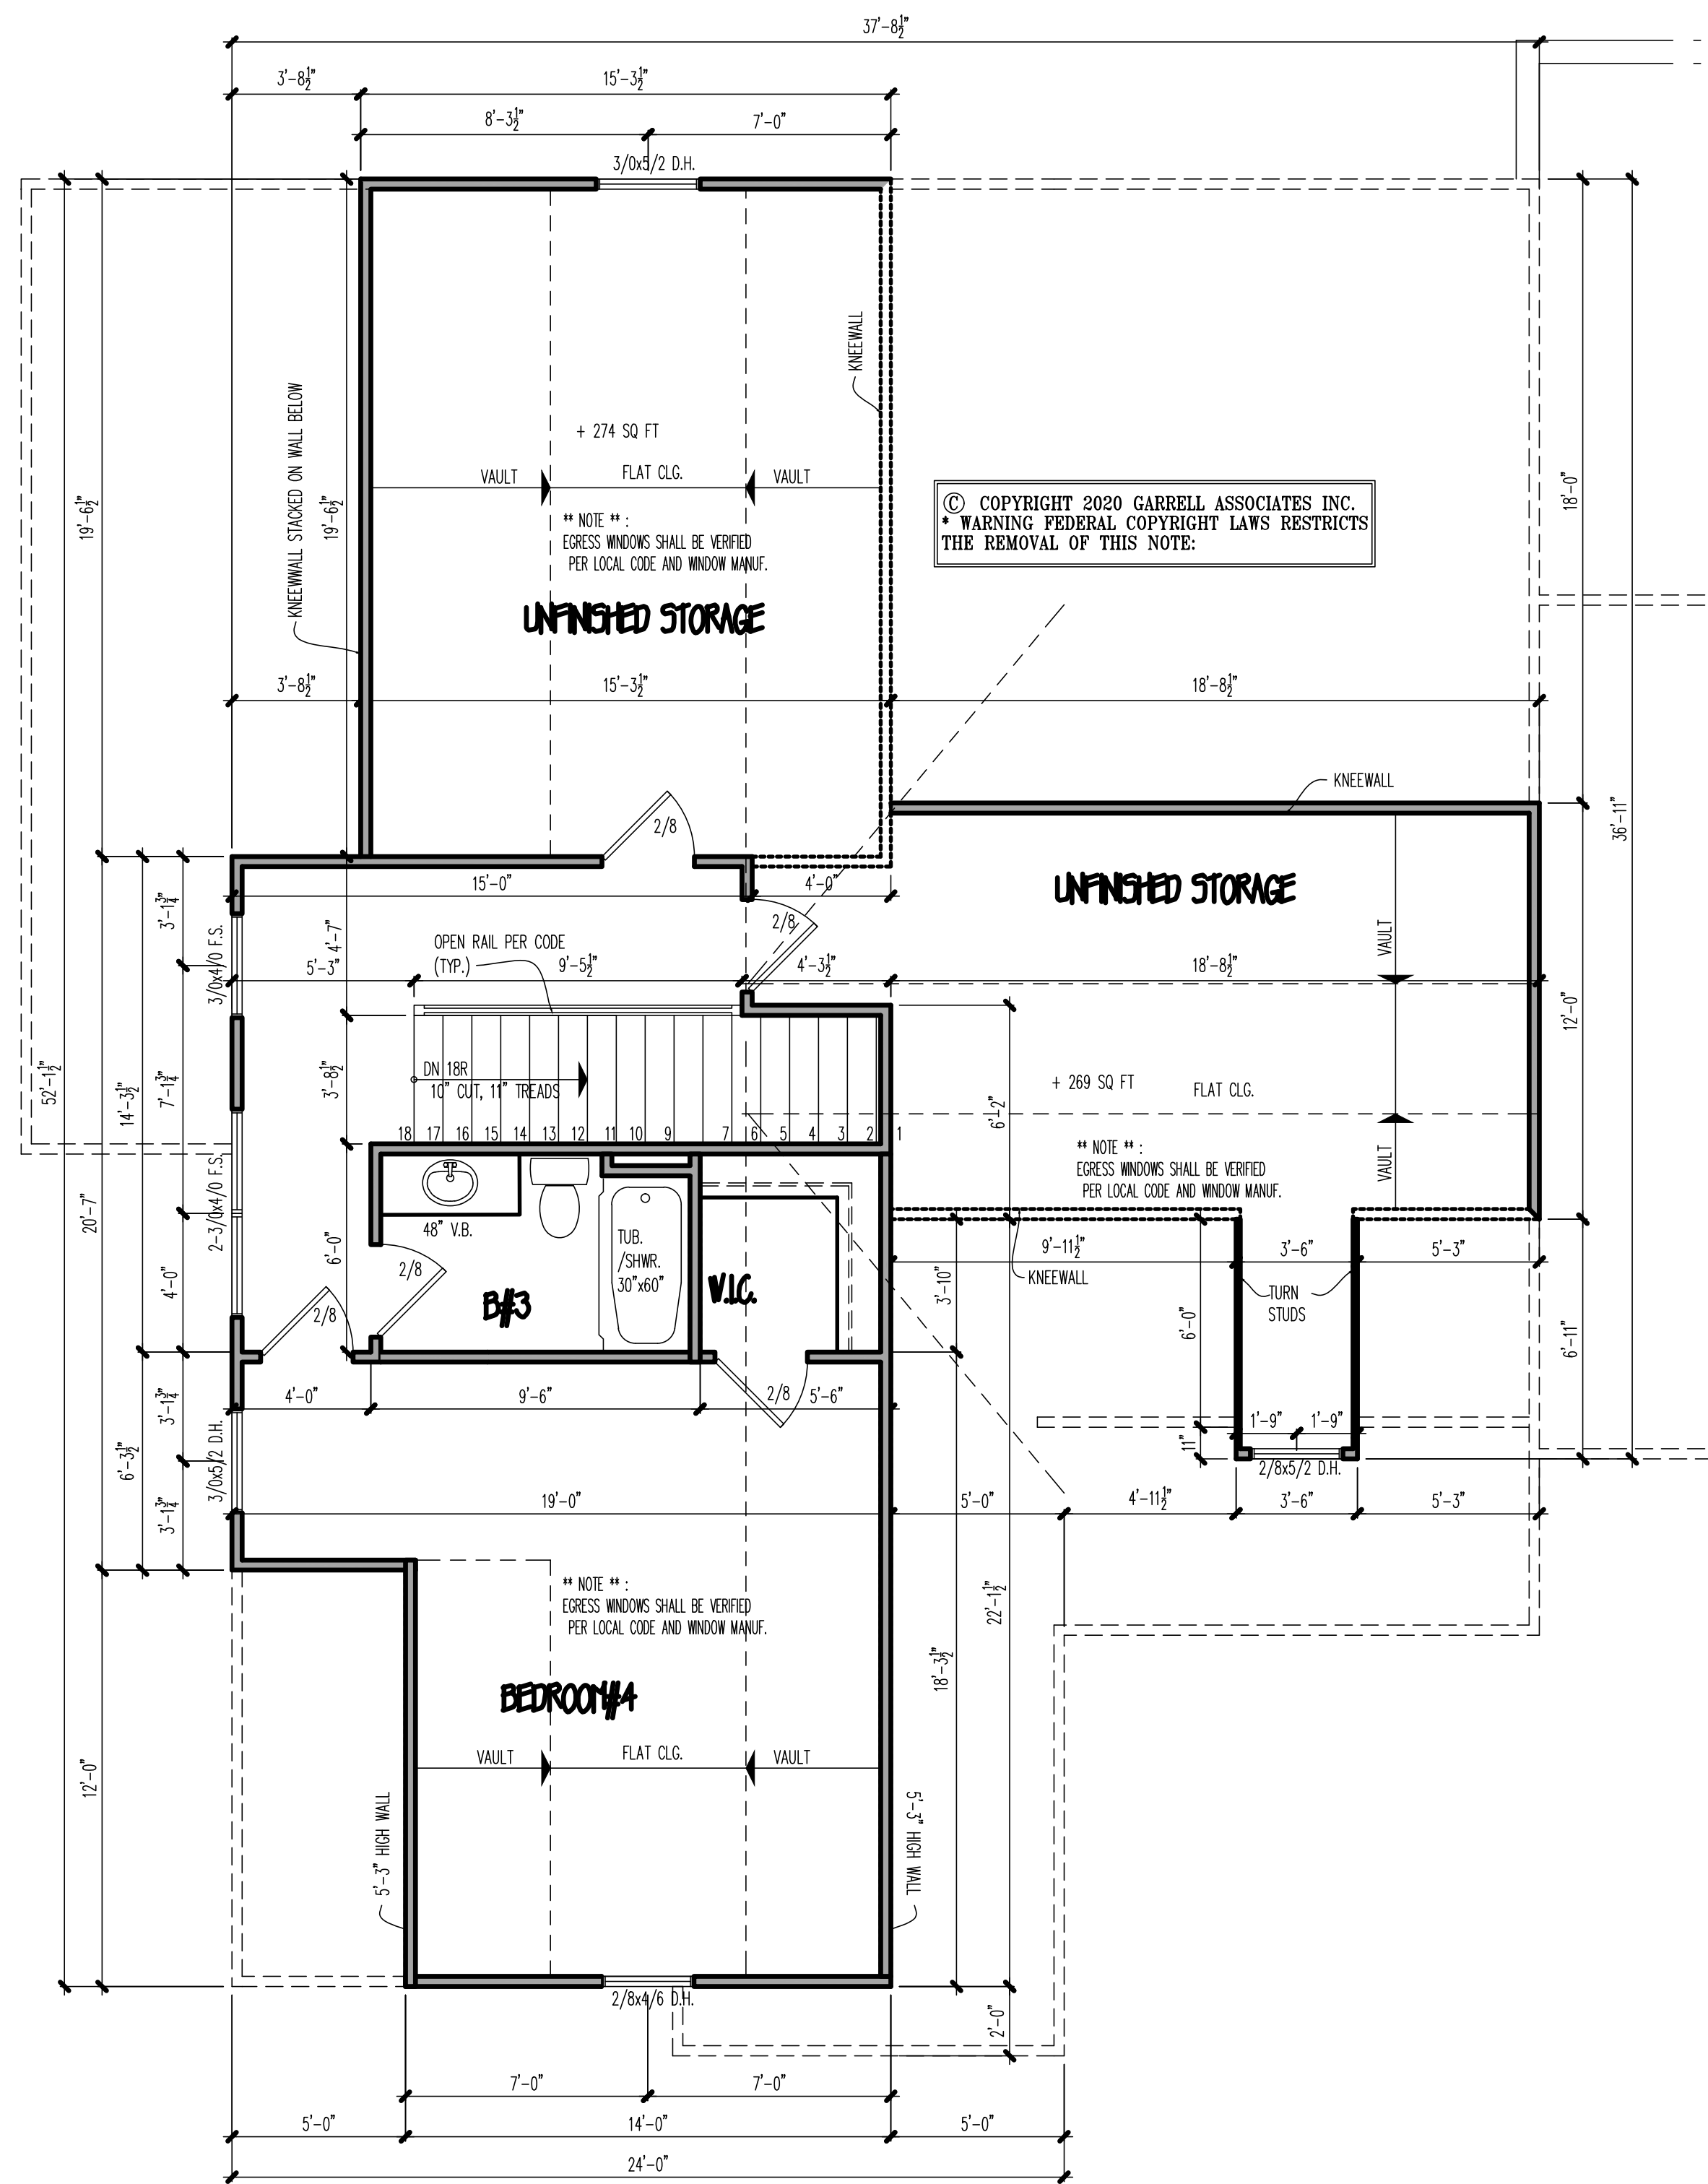 37'-8½"
3'-8½"
15'-3½"
8'-3½"
7'-0"
3/0x5/2 D.H.
KNEEWALL
KNEEWWALL STACKED ON WALL BELOW
+ 274 SQ FT
VAULT
FLAT CLG.
VAULT
** NOTE ** :
EGRESS WINDOWS SHALL BE VERIFIED
PER LOCAL CODE AND WINDOW MANUF.
UNFINISHED STORAGE
© COPYRIGHT 2020 GARRELL ASSOCIATES INC.
* WARNING FEDERAL COPYRIGHT LAWS RESTRICTS
THE REMOVAL OF THIS NOTE:
19'-6½"
19'-6½"
18'-0"
3'-8½"
15'-3½"
18'-8½"
KNEEWALL
36'-11"
2/8
15'-0"
4'-0"
UNFINISHED STORAGE
3'-1¾"
3/0x4/0 F.S.
4'-7"
2/8
OPEN RAIL PER CODE
(TYP.)
5'-3"
9'-5½"
4'-3½"
18'-8½"
VAULT
12'-0"
52'-1½"
14'-3½"
7'-1¾"
3'-8½"
DN 18R
10" CUT, 11" TREADS
+ 269 SQ FT
FLAT CLG.
6'-2"
18 17 16 15 14 13 12 11 10 9 7 6 5 4 3 2 1
** NOTE ** :
EGRESS WINDOWS SHALL BE VERIFIED
PER LOCAL CODE AND WINDOW MANUF.
VAULT
20'-7"
2-3/0x4/0 F.S.
4'-0"
6'-0"
48" V.B.
TUB.
/SHWR.
30"x60"
2/8
2/8
B#3
W.I.C.
3'-10"
9'-11½"
3'-6"
5'-3"
KNEEWALL
TURN
STUDS
6'-0"
6'-11"
4'-0"
9'-6"
2/8
5'-6"
3'-1¾"
3/0x5/2 D.H.
6'-3½"
3'-1¾"
1'-9"
1'-9"
11"
2/8x5/2 D.H.
19'-0"
5'-0"
4'-11½"
3'-6"
5'-3"
** NOTE ** :
EGRESS WINDOWS SHALL BE VERIFIED
PER LOCAL CODE AND WINDOW MANUF.
22'-1½"
18'-3½"
BEDROOM#4
VAULT
FLAT CLG.
VAULT
12'-0"
5'-3" HIGH WALL
5'-3" HIGH WALL
2/8x4/6 D.H.
2'-0"
7'-0"
7'-0"
5'-0"
14'-0"
5'-0"
24'-0"